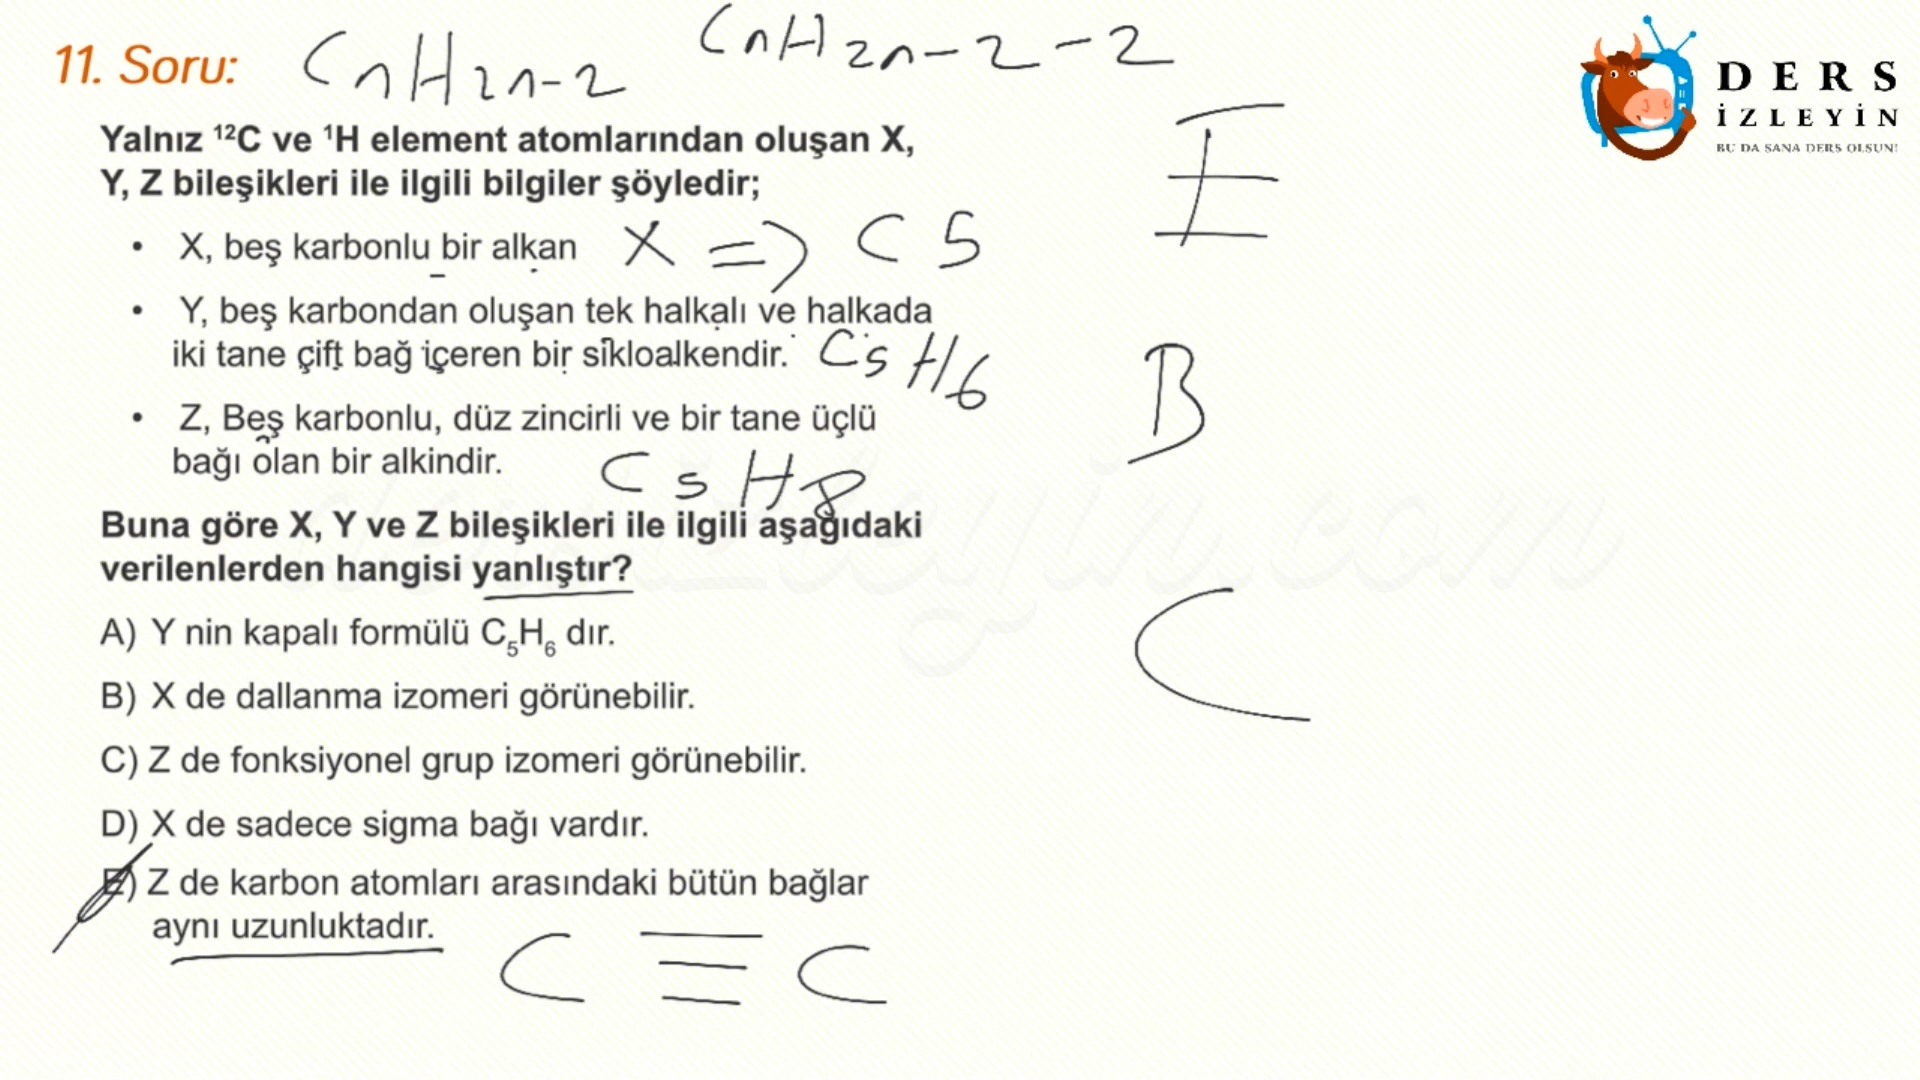 11. Soru:
CnH2n-2
CnH2n-2-2
DERS
İZLEYİN
BU DA SANA DERS OLSUN!
Yalnız ¹²C ve ¹H element atomlarından oluşan X,
Y, Z bileşikleri ile ilgili bilgiler şöyledir;
E
• X, beş karbonlu bir alkan
X => C5
• Y, beş karbondan oluşan tek halkalı ve halkada
iki tane çift bağ içeren bir sikloalkendir.
C5H6
B
• Z, Beş karbonlu, düz zincirli ve bir tane üçlü
bağı olan bir alkindir.
C5H8
Buna göre X, Y ve Z bileşikleri ile ilgili aşağıdaki
verilenlerden hangisi yanlıştır?
dersizleyin.com
A) Y nin kapalı formülü C₅H₆ dır.
C
B) X de dallanma izomeri görünebilir.
C) Z de fonksiyonel grup izomeri görünebilir.
D) X de sadece sigma bağı vardır.
E) Z de karbon atomları arasındaki bütün bağlar
aynı uzunluktadır.
C ≡ C